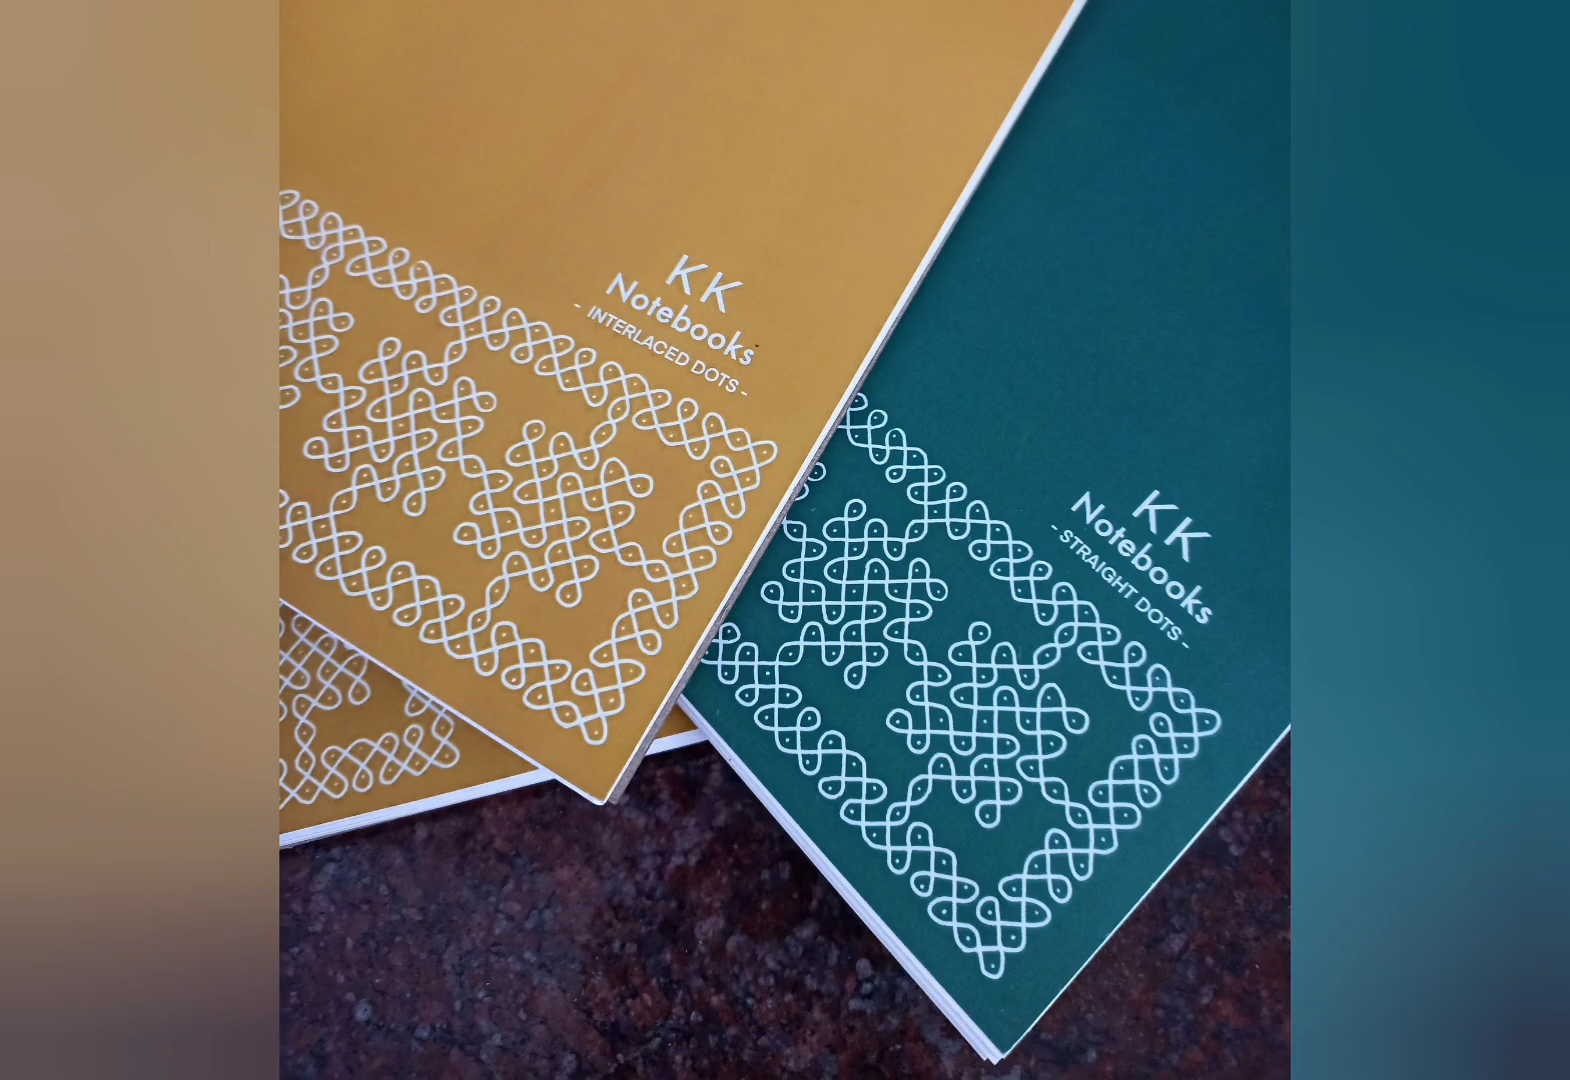 KK
Notebooks
- INTERLACED DOTS -
KK
Notebooks
- STRAIGHT DOTS -